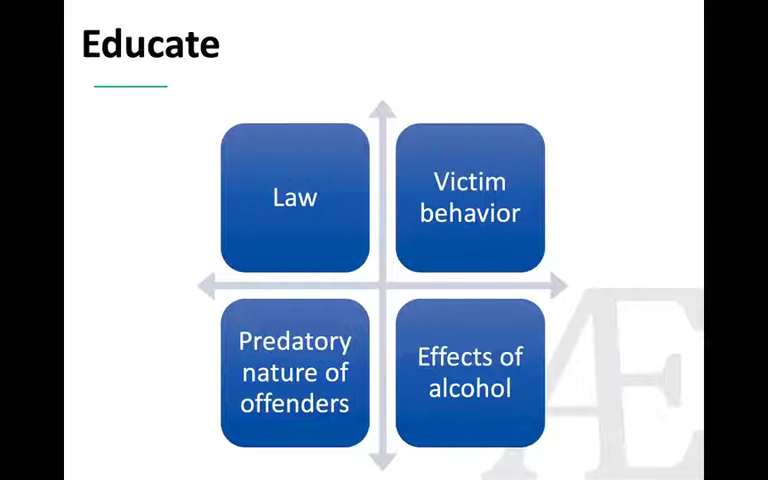 Educate
Law
Victim
behavior
Predatory
nature of
offenders
Effects of
alcohol
Æ